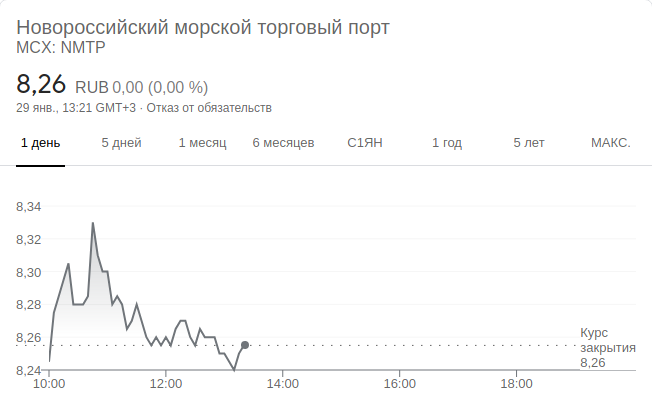 Новороссийский морской торговый порт
MCX: NMTP
8,26 RUB 0,00 (0,00 %)
29 янв., 13:21 GMT+3 · Отказ от обязательств
1 день 5 дней 1 месяц 6 месяцев С1ЯН 1 год 5 лет МАКС.
8,34
8,32
8,30
8,28
8,26
8,24
Курс
закрытия
8,26
10:00 12:00 14:00 16:00 18:00